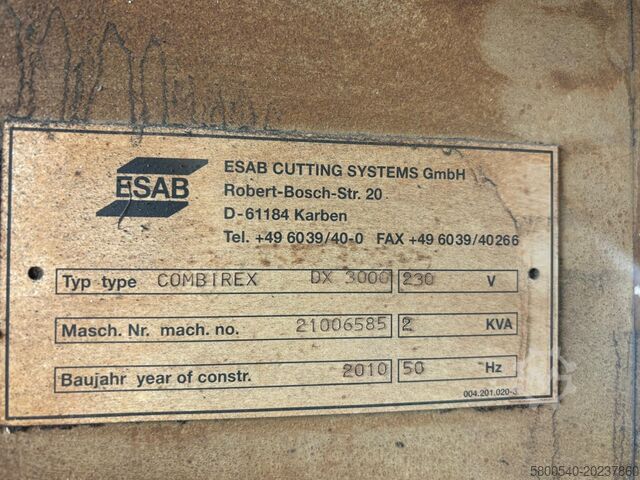 ESAB
ESAB CUTTING SYSTEMS GmbH
Robert-Bosch-Str. 20
D-61184 Karben
Tel. +49 6039/40-0 FAX +49 6039/40266
Typ type COMBIREX DX 3000 230 V
Masch. Nr. mach. no. 21006585 2 KVA
Baujahr year of constr. 2010 50 Hz
004.201.020-3
5800540-20237860